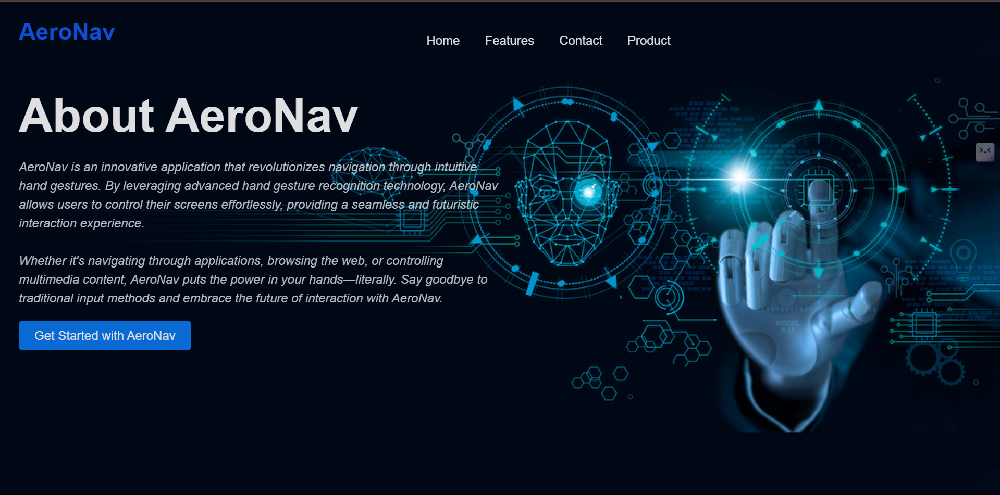 AeroNav
Home Features Contact Product
About AeroNav
AeroNav is an innovative application that revolutionizes navigation through intuitive
hand gestures. By leveraging advanced hand gesture recognition technology, AeroNav
allows users to control their screens effortlessly, providing a seamless and futuristic
interaction experience.
Whether it's navigating through applications, browsing the web, or controlling
multimedia content, AeroNav puts the power in your hands—literally. Say goodbye to
traditional input methods and embrace the future of interaction with AeroNav.
Get Started with AeroNav
MODEL
R-12